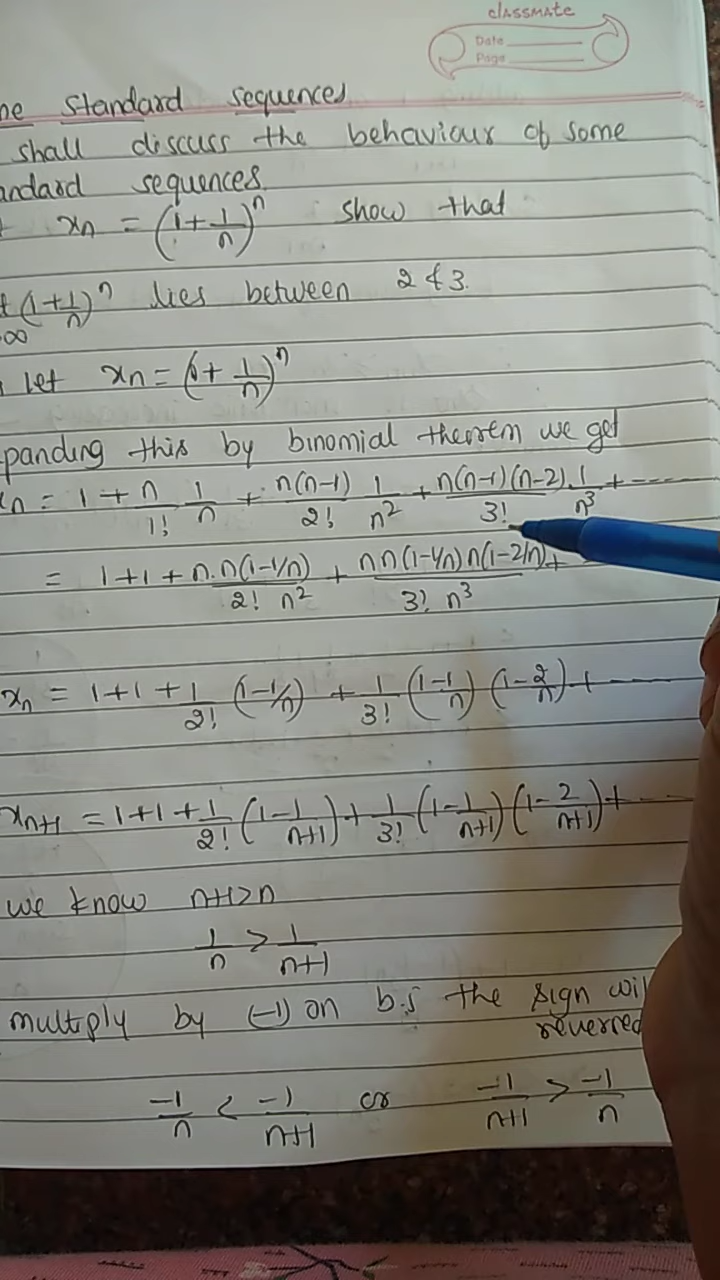 classmate
Date
Page
ne standard sequences
shall discuss the behaviour of some
andard sequences.
xn = (1+1/n)^n show that
t (1+1/n)^n lies between 2 & 3.
∞
Let xn = (1+1/n)^n
panding this by binomial theorem we get
xn = 1 + n/1! 1/n + n(n-1)/2! 1/n² + n(n-1)(n-2)/3! . 1/n³ + -----
= 1+1 + n.n(1-1/n)/2! n² + n n(1-1/n)n(1-2/n)/3! n³ +
xn = 1+1+1/2! (1-1/n) + 1/3! (1-1/n) (1-2/n) + -----
xn+1 = 1+1+1/2! (1-1/n+1) + 1/3! (1-1/n+1) (1-2/n+1) + ---
we know n+1>n
1/n > 1/n+1
multiply by (-1) on b.s the sign wil
reversed
-1/n < -1/n+1 or -1/n+1 > -1/n